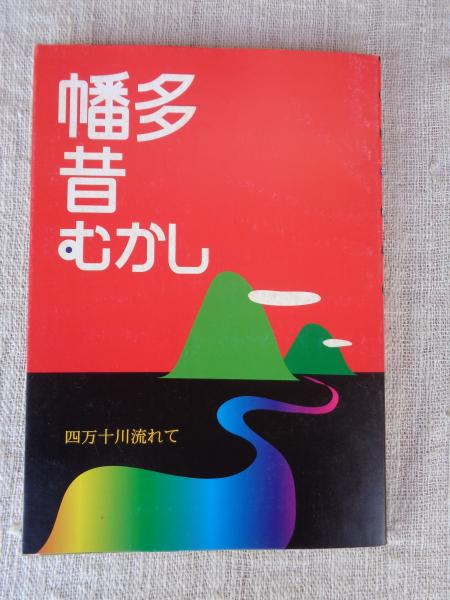 幡多
昔
むかし
四万十川流れて